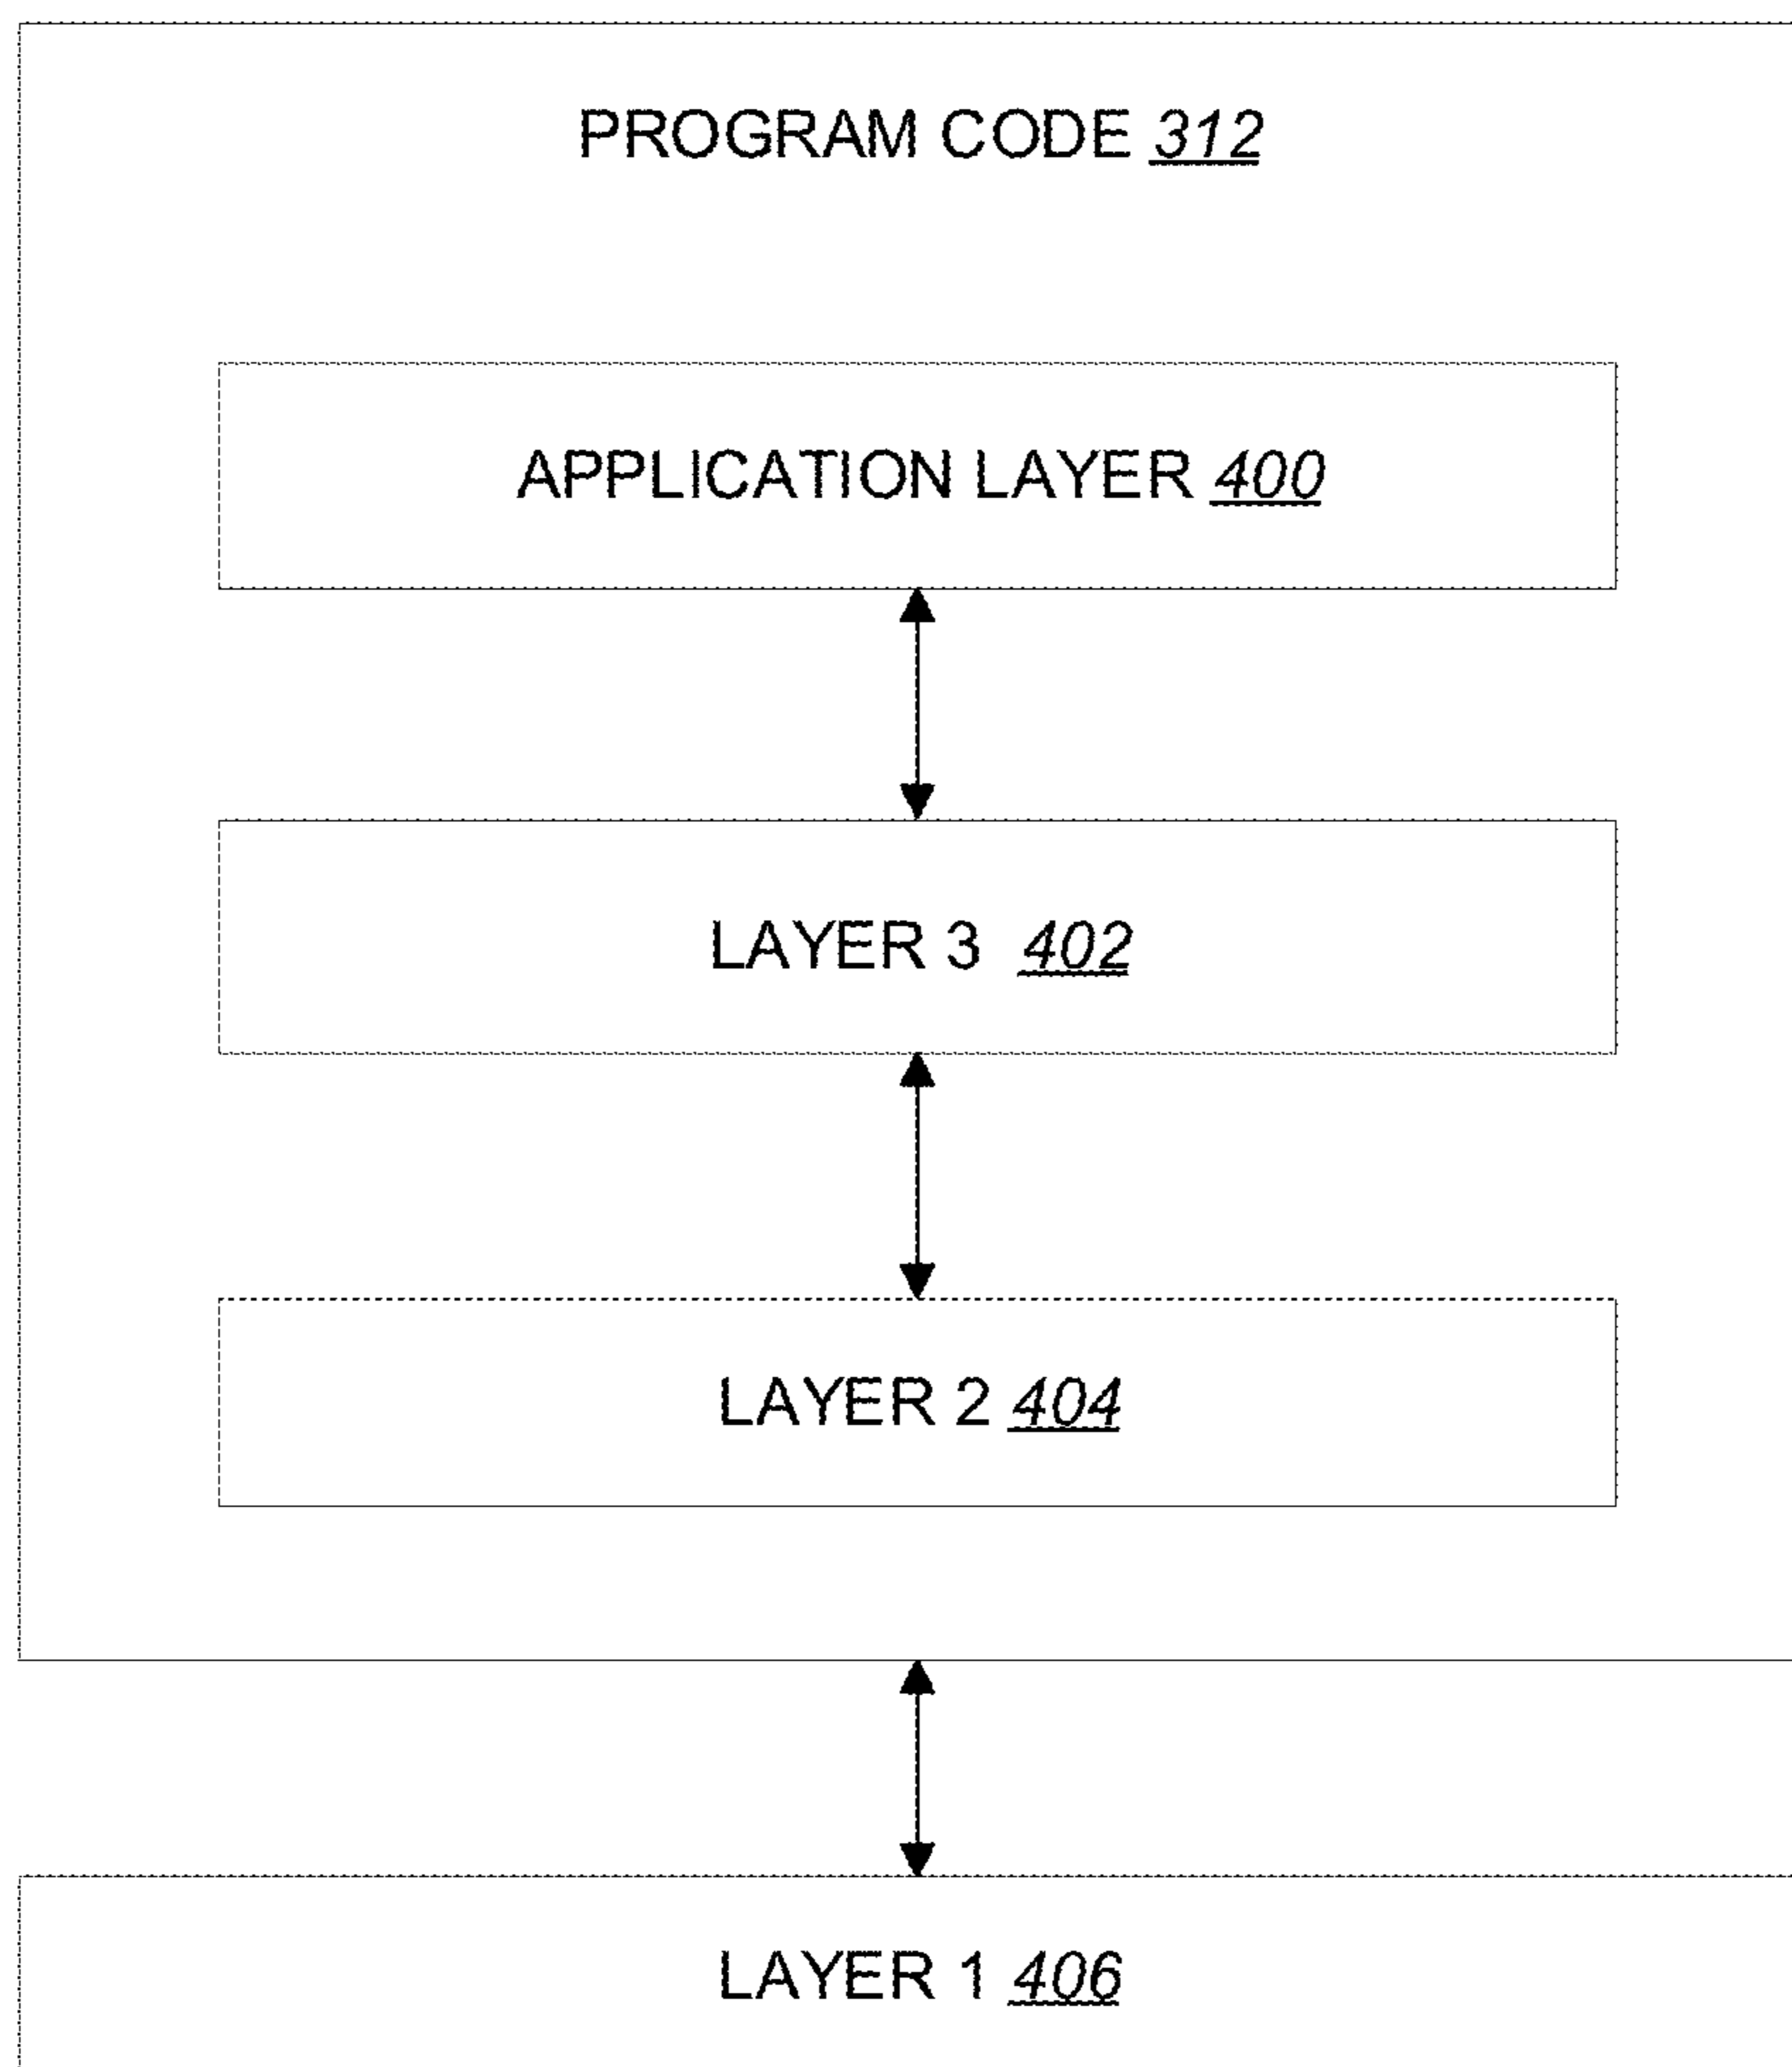 PROGRAM CODE 312
APPLICATION LAYER 400
LAYER 3 402
LAYER 2 404
LAYER 1 406